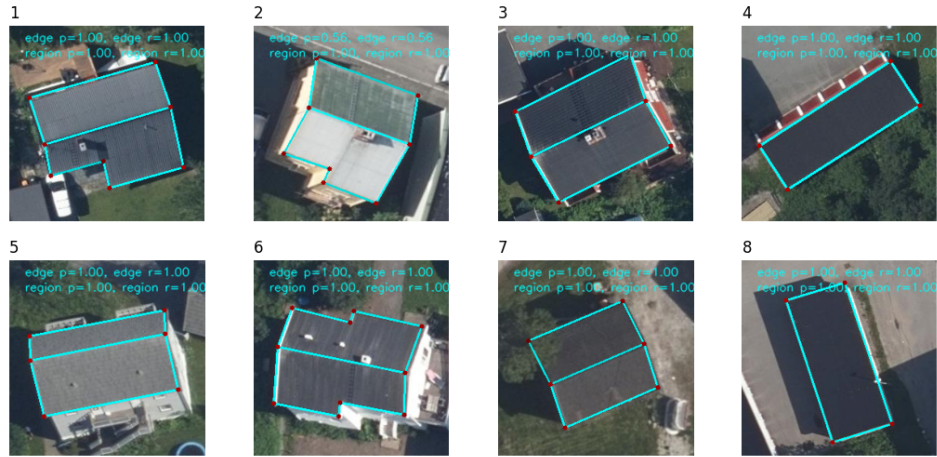 1
edge p=1.00, edge r=1.00
region p=1.00, region r=1.00
2
edge p=0.56, edge r=0.56
region p=1.00, region r=1.00
3
edge p=1.00, edge r=1.00
region p=1.00, region r=1.00
4
edge p=1.00, edge r=1.00
region p=1.00, region r=1.00
5
edge p=1.00, edge r=1.00
region p=1.00, region r=1.00
6
edge p=1.00, edge r=1.00
region p=1.00, region r=1.00
7
edge p=1.00, edge r=1.00
region p=1.00, region r=1.00
8
edge p=1.00, edge r=1.00
region p=1.00, region r=1.00